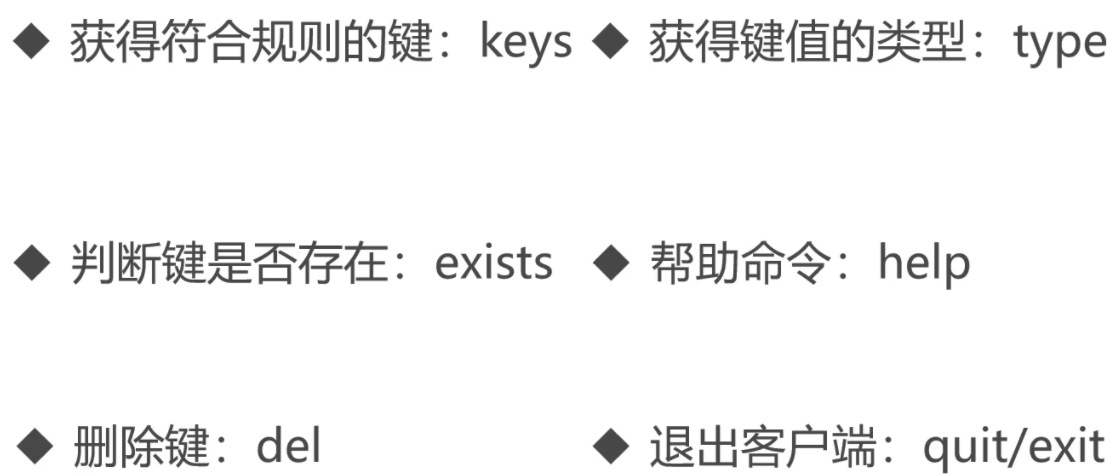 ◆ 获得符合规则的键：keys ◆ 获得键值的类型：type
◆ 判断键是否存在：exists ◆ 帮助命令：help
◆ 删除键：del ◆ 退出客户端：quit/exit